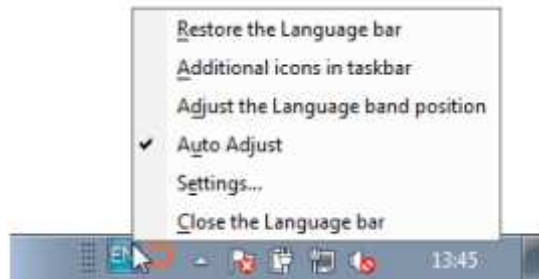 Restore the Language bar
Additional icons in taskbar
Adjust the Language band position
Auto Adjust
Settings...
Close the Language bar
EN
13:45